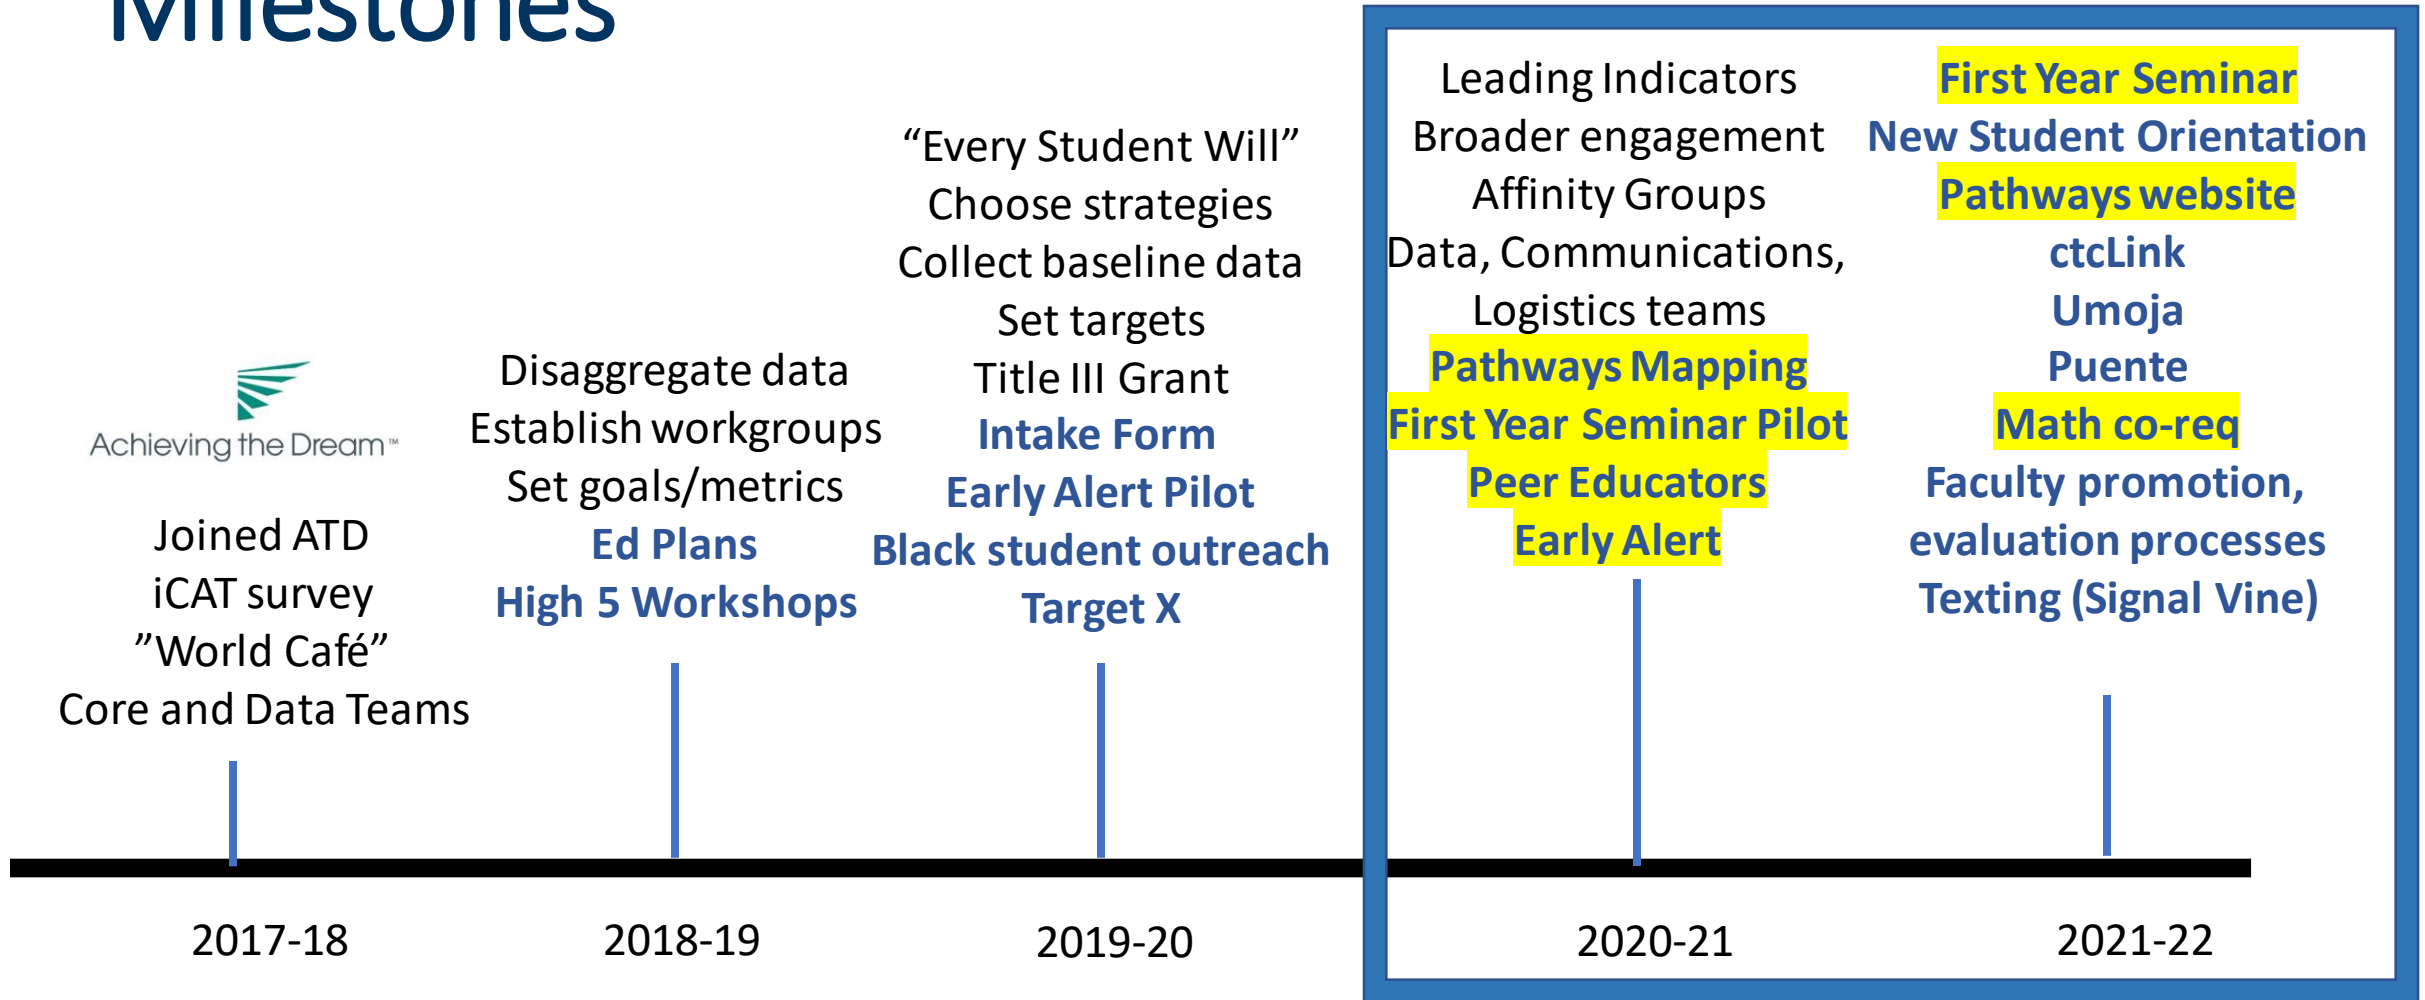 Milestones
Achieving the Dream™
Joined ATD
iCAT survey
”World Café”
Core and Data Teams
2017-18
Disaggregate data
Establish workgroups
Set goals/metrics
Ed Plans
High 5 Workshops
2018-19
“Every Student Will”
Choose strategies
Collect baseline data
Set targets
Title III Grant
Intake Form
Early Alert Pilot
Black student outreach
Target X
2019-20
Leading Indicators
Broader engagement
Affinity Groups
Data, Communications,
Logistics teams
Pathways Mapping
First Year Seminar Pilot
Peer Educators
Early Alert
2020-21
First Year Seminar
New Student Orientation
Pathways website
ctcLink
Umoja
Puente
Math co-req
Faculty promotion,
evaluation processes
Texting (Signal Vine)
2021-22